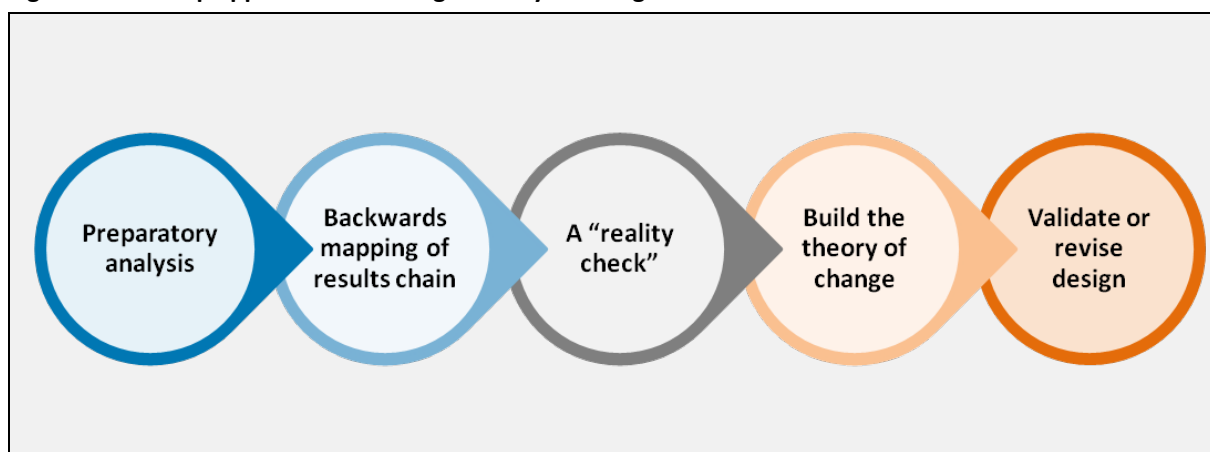 Preparatory
analysis
Backwards
mapping of
results chain
A “reality
check”
Build the
theory of
change
Validate or
revise
design